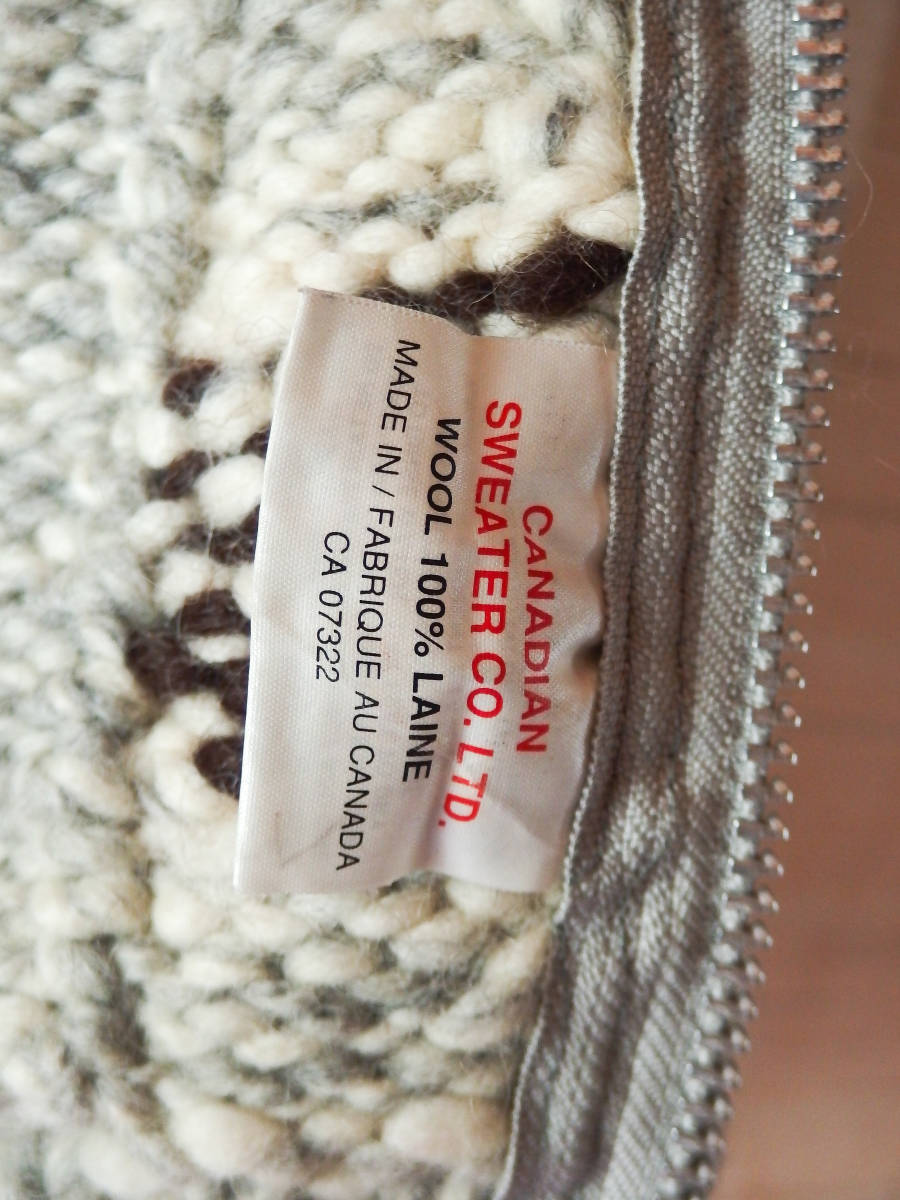 CANADIAN
SWEATER CO. LTD.
WOOL 100% LAINE
MADE IN / FABRIQUE AU CANADA
CA 07322